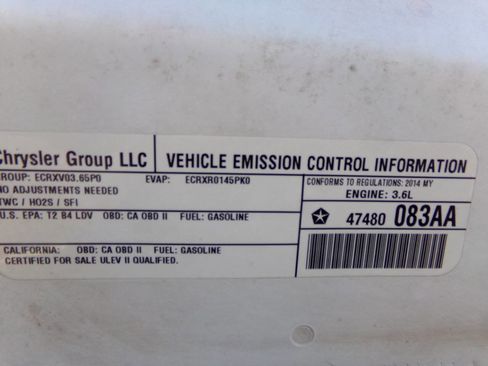 Chrysler Group LLC VEHICLE EMISSION CONTROL INFORMATION
GROUP: ECRXV03.65P0 EVAP: ECRXR0145PK0 CONFORMS TO REGULATIONS: 2014 MY
NO ADJUSTMENTS NEEDED ENGINE: 3.6L
TWC / HO2S / SFI
U.S. EPA: T2 B4 LDV OBD: CA OBD II FUEL: GASOLINE 47480 083AA
CALIFORNIA: OBD: CA OBD II FUEL: GASOLINE
CERTIFIED FOR SALE ULEV II QUALIFIED.